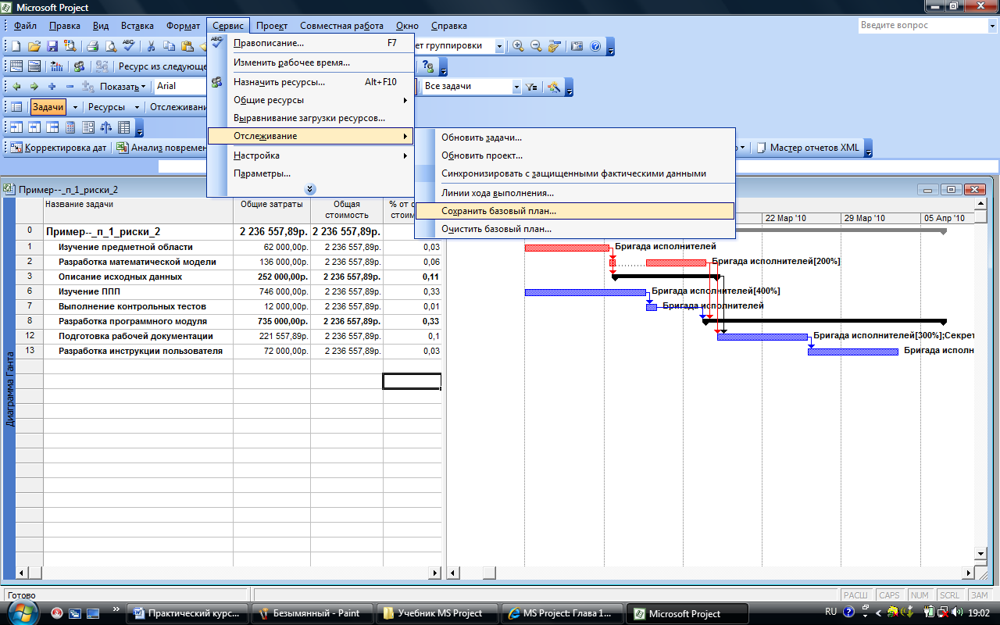 Microsoft Project
Файл Правка Вид Вставка Формат Сервис Проект Совместная работа Окно Справка
Введите вопрос
Правописание... F7
Изменить рабочее время...
Назначить ресурсы... Alt+F10
Общие ресурсы
Выравнивание загрузки ресурсов...
Отслеживание
Настройка
Параметры...
группировки
Ресурс из следующе
Показать Arial
Все задачи
Задачи Ресурсы Отслеживани
Корректировка дат Анализ повремен
Мастер отчетов XML
Обновить задачи...
Обновить проект...
Синхронизировать с защищенными фактическими данными
Линии хода выполнения...
Сохранить базовый план...
Очистить базовый план...
Пример--_п_1_риски_2
Название задачи Общие затраты Общая стоимость % от
22 Мар '10 29 Мар '10 05 Апр '10
0 Пример--_п_1_риски_2 2 236 557,89р. 2 236 557,89р.
1 Изучение предметной области 62 000,00р. 2 236 557,89р. 0,03 Бригада исполнителей
2 Разработка математической модели 136 000,00р. 2 236 557,89р. 0,06 Бригада исполнителей[200%]
3 Описание исходных данных 252 000,00р. 2 236 557,89р. 0,11
6 Изучение ППП 746 000,00р. 2 236 557,89р. 0,33 Бригада исполнителей[400%]
7 Выполнение контрольных тестов 12 000,00р. 2 236 557,89р. 0,01 Бригада исполнителей
8 Разработка программного модуля 735 000,00р. 2 236 557,89р. 0,33
12 Подготовка рабочей документации 221 557,89р. 2 236 557,89р. 0,1 Бригада исполнителей[300%];Секрет
13 Разработка инструкции пользователя 72 000,00р. 2 236 557,89р. 0,03 Бригада исполн
Диаграмма Ганта
Готово
РАСШ CAPS NUM SCRL ЗАМ
Практический курс... Безымянный - Paint Учебник MS Project MS Project: Глава 1... Microsoft Project
RU 19:02